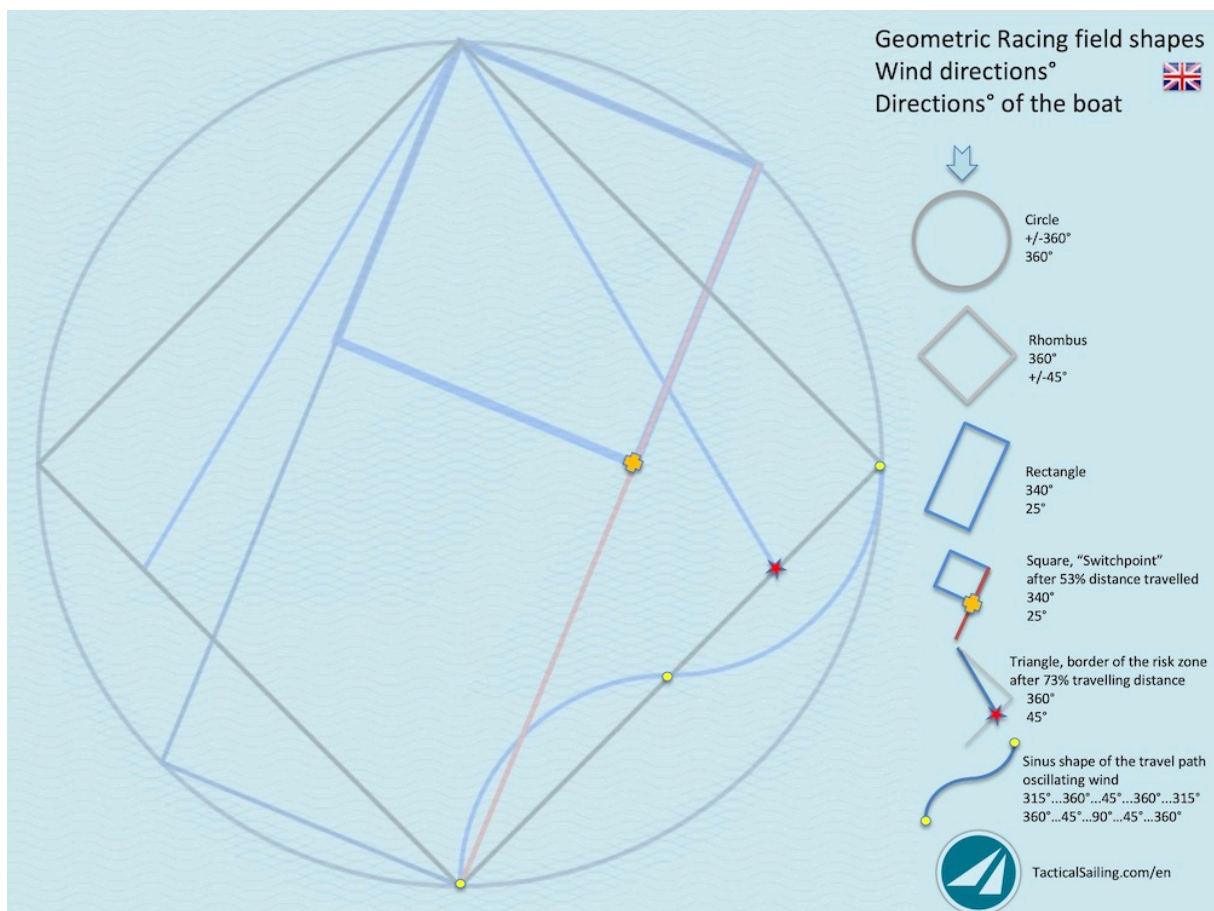 Geometric Racing field shapes
Wind directions°
Directions° of the boat
Circle
+/-360°
360°
Rhombus
360°
+/-45°
Rectangle
340°
25°
Square, “Switchpoint”
after 53% distance travelled
340°
25°
Triangle, border of the risk zone
after 73% travelling distance
360°
45°
Sinus shape of the travel path
oscillating wind
315°...360°...45°...360°...315°
360°...45°...90°...45°...360°
TacticalSailing.com/en